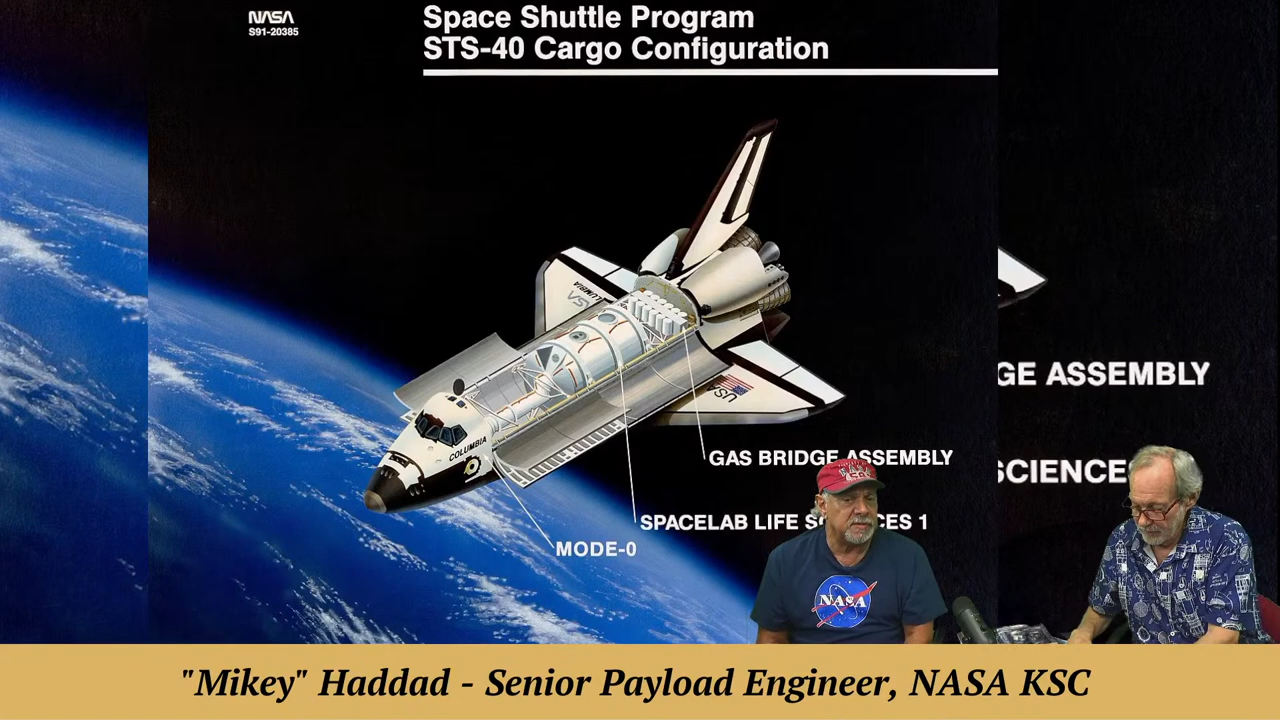 NASA
S91-20385
Space Shuttle Program
STS-40 Cargo Configuration
COLUMBIA
USA
COLUMBIA
GAS BRIDGE ASSEMBLY
SPACELAB LIFE SC CES 1
MODE-0
GE ASSEMBLY
SCIENCE
NASA
NASA
"Mikey" Haddad - Senior Payload Engineer, NASA KSC